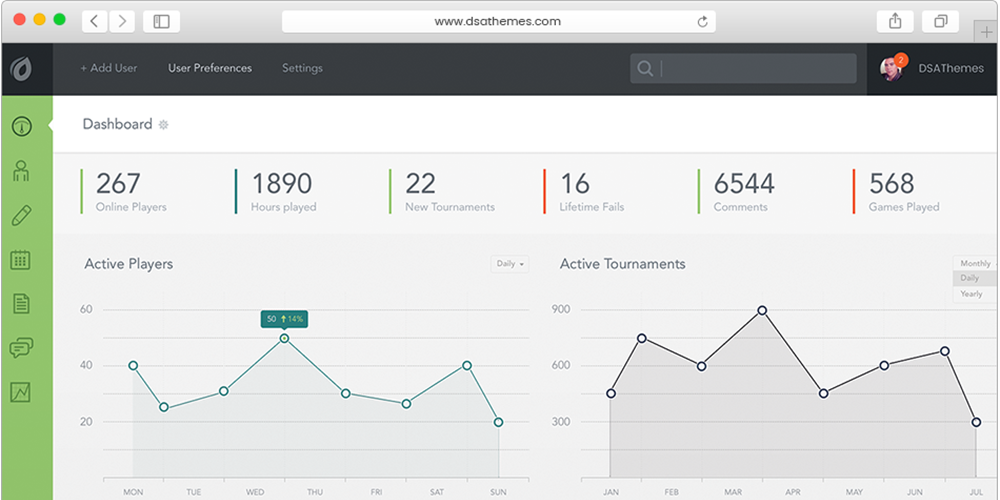 www.dsathemes.com
+ Add User User Preferences Settings 2 DSAThemes
Dashboard
267 1890 22 16 6544 568
Online Players Hours played New Tournaments Lifetime Fails Comments Games Played
Active Players Daily
60
50 14%
40
20
MON TUE WED THU FRI SAT SUN
Active Tournaments Monthly
Daily
Yearly
900
600
300
JAN FEB MAR APR JUN JUN JUL